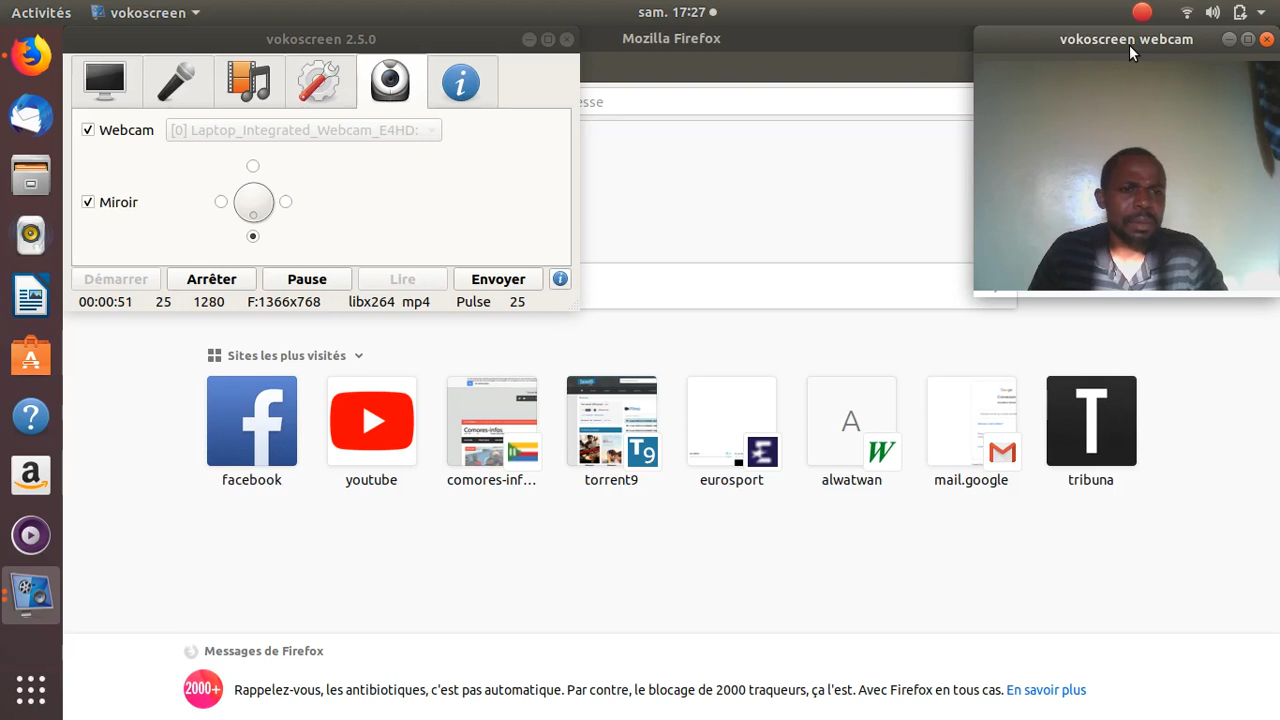 Activités
vokoscreen
sam. 17:27
vokoscreen 2.5.0
Mozilla Firefox
vokoscreen webcam
esse
Webcam
[0] Laptop_Integrated_Webcam_E4HD:
Miroir
Démarrer
Arrêter
Pause
Lire
Envoyer
00:00:51 25 1280 F:1366x768 libx264 mp4 Pulse 25
Sites les plus visités
Comores-infos
A
T9
W
T
facebook
youtube
comores-inf…
torrent9
eurosport
alwatwan
mail.google
tribuna
Messages de Firefox
2000+
Rappelez-vous, les antibiotiques, c'est pas automatique. Par contre, le blocage de 2000 traqueurs, ça l'est. Avec Firefox en tous cas. En savoir plus